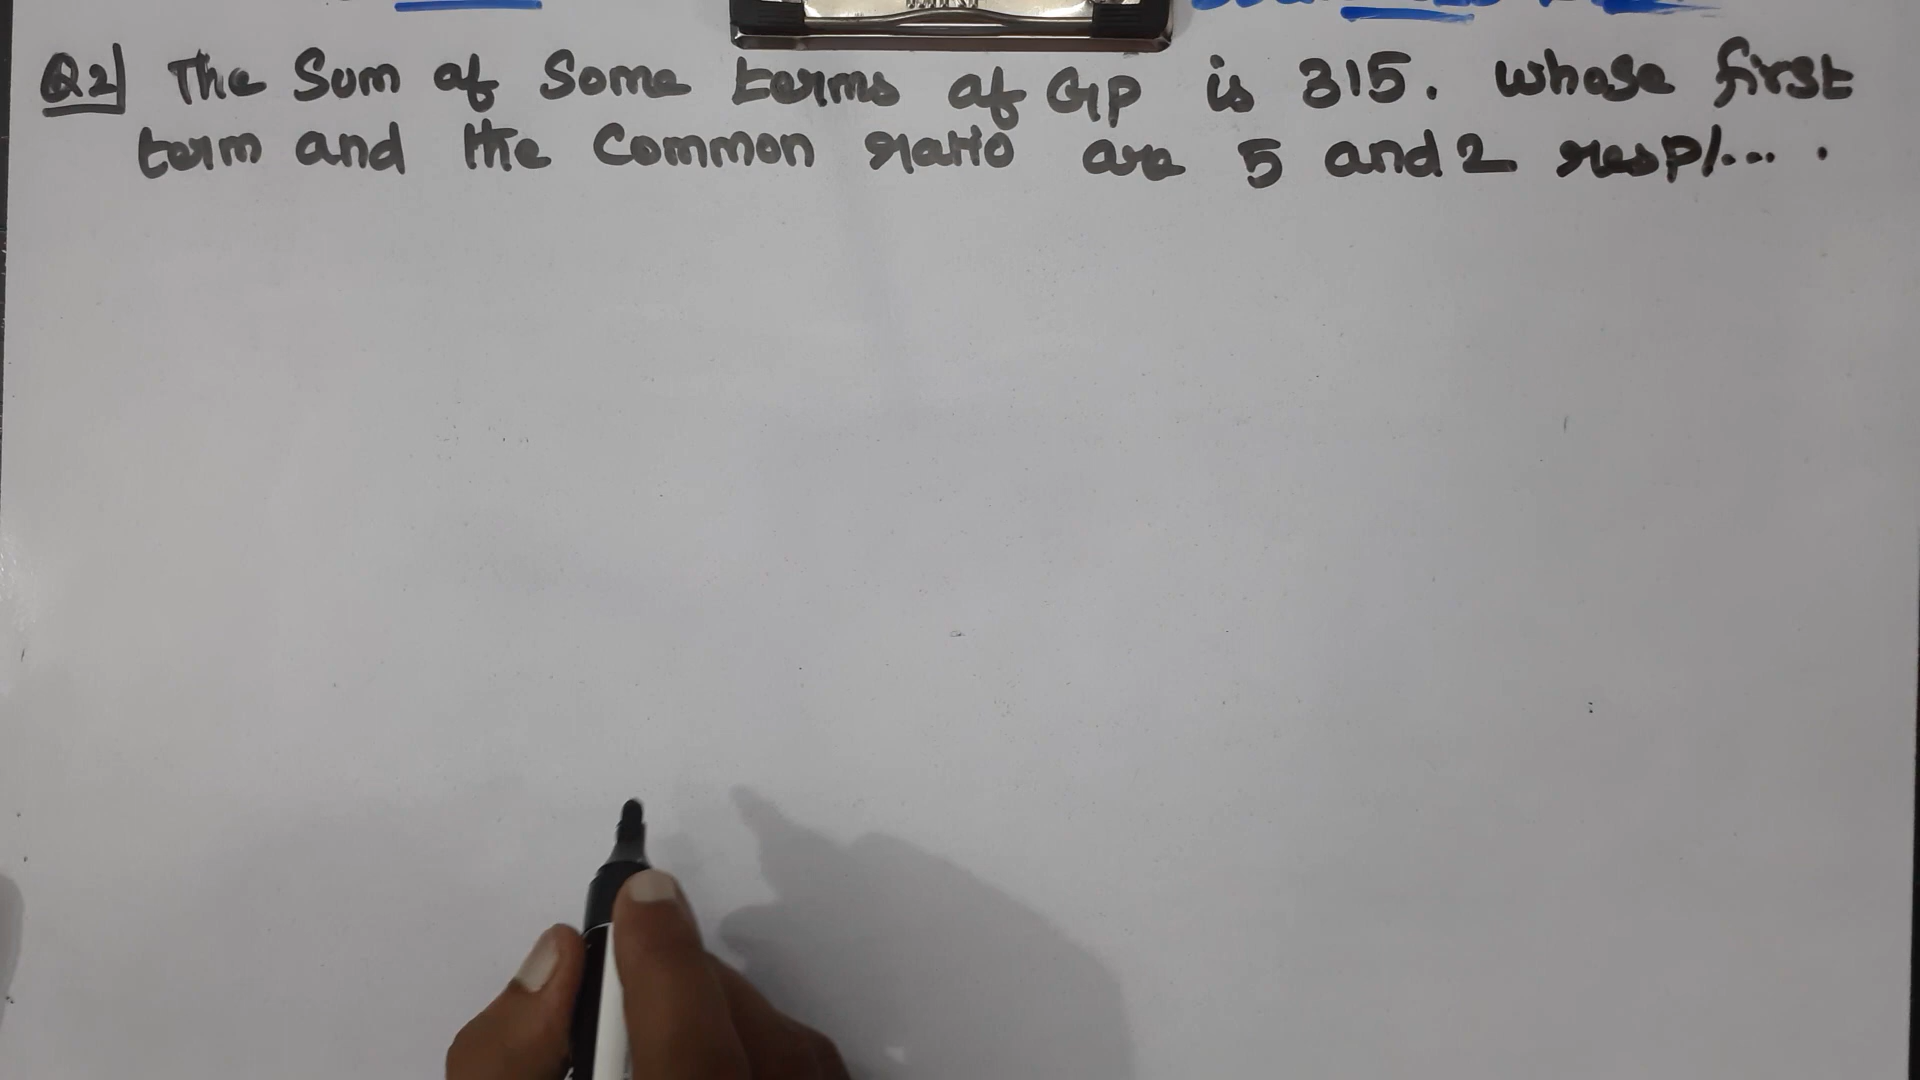 Q2] The Sum of Some terms of GP is 315. whose first
term and the Common ratio are 5 and 2 resp/... .